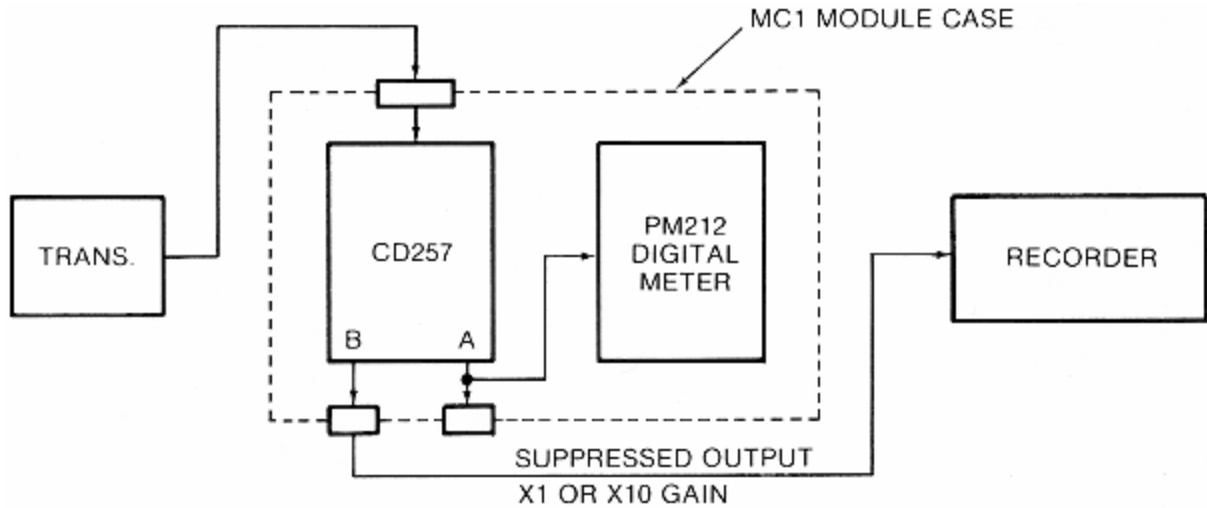 MC1 MODULE CASE
TRANS.
CD257
B
A
PM212
DIGITAL
METER
RECORDER
SUPPRESSED OUTPUT
X1 OR X10 GAIN